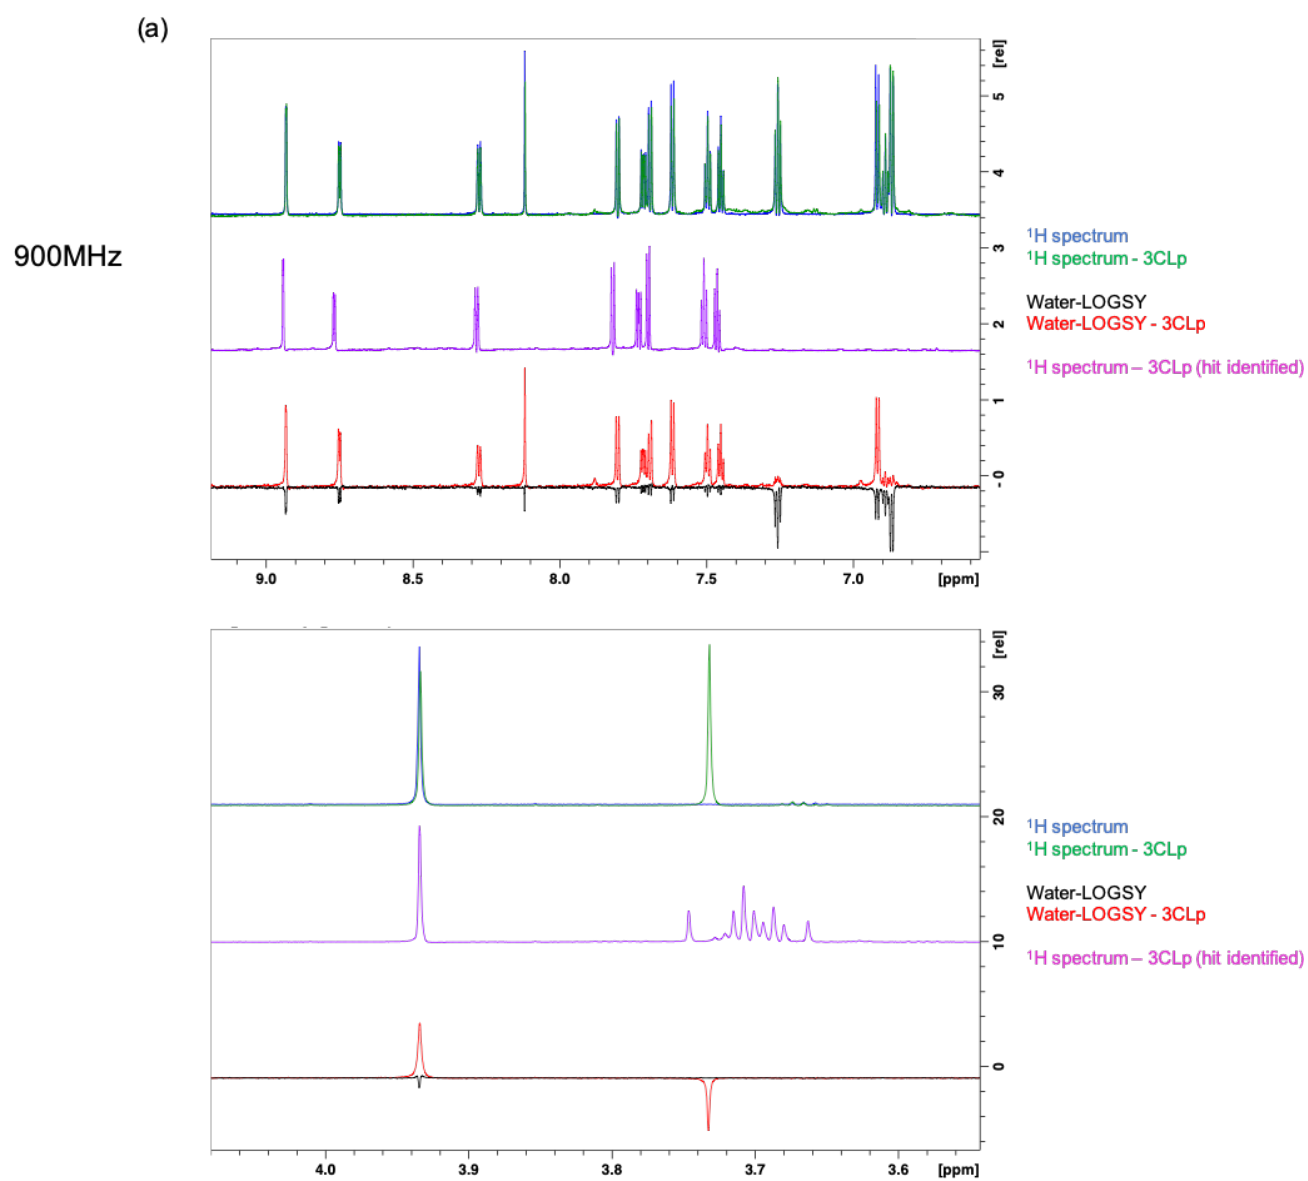 (a)
900MHz
[rel]
5
4
3
2
1
- 0
9.0 8.5 8.0 7.5 7.0 [ppm]
¹H spectrum
¹H spectrum - 3CLp
Water-LOGSY
Water-LOGSY - 3CLp
¹H spectrum – 3CLp (hit identified)
[rel]
30
20
10
0
4.0 3.9 3.8 3.7 3.6 [ppm]
¹H spectrum
¹H spectrum - 3CLp
Water-LOGSY
Water-LOGSY - 3CLp
¹H spectrum – 3CLp (hit identified)